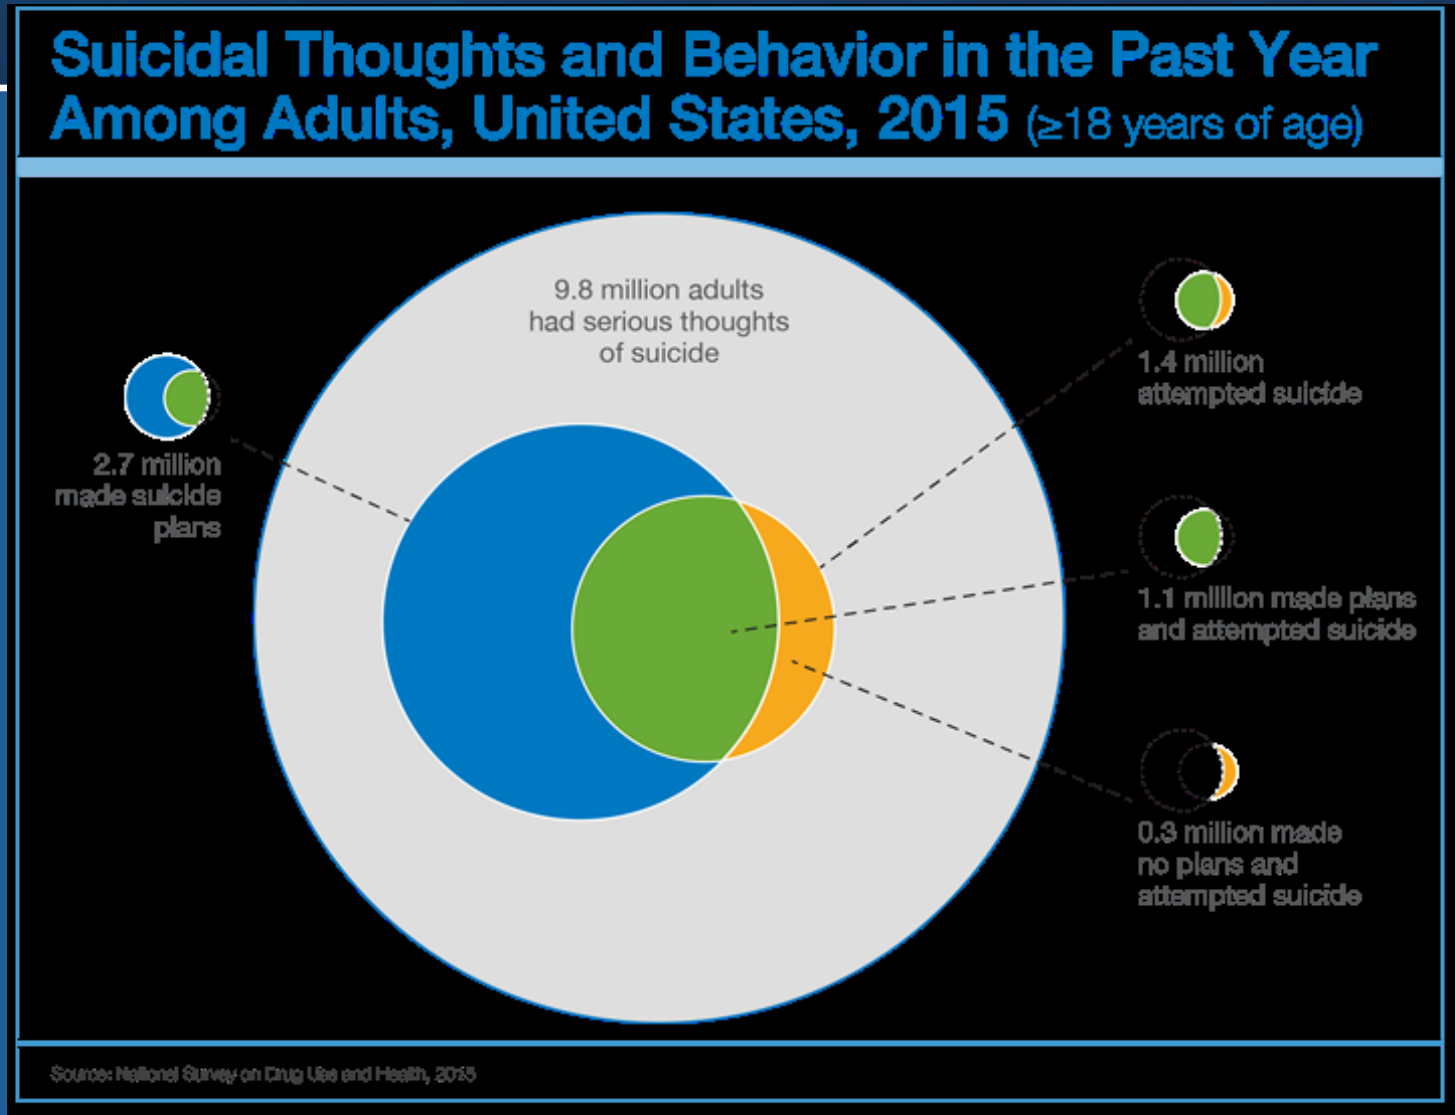 Suicidal Thoughts and Behavior in the Past Year
Among Adults, United States, 2015 (≥18 years of age)
9.8 million adults
had serious thoughts
of suicide
2.7 million
made suicide
plans
1.4 million
attempted suicide
1.1 million made plans
and attempted suicide
0.3 million made
no plans and
attempted suicide
Source: National Survey on Drug Use and Health, 2015